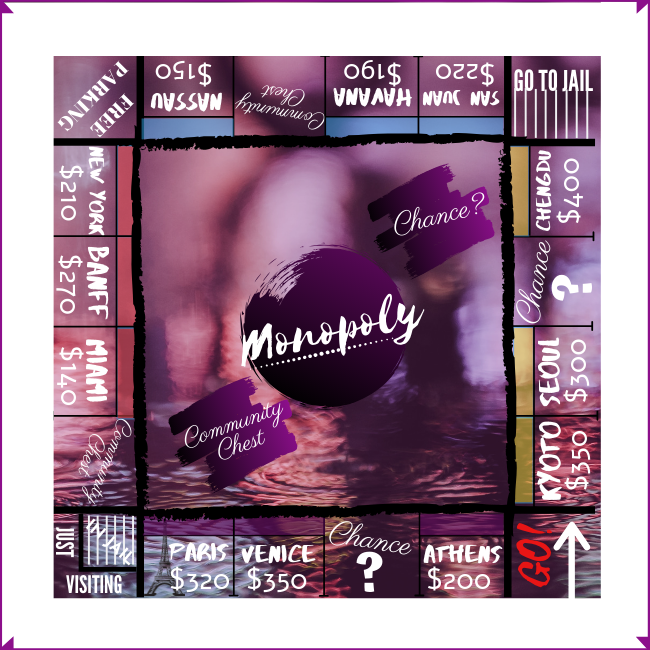 FREE
PARKING
NASSAU
$150
Community
Chest
HAVANA
$190
SAN JUAN
$220
GO TO JAIL
NEW YORK
$210
BANFF
$270
MIAMI
$140
Community
Chest
Chance?
Monopoly
Community
Chest
CHENGDU
$400
Chance
?
SEOUL
$300
KYOTO
$350
IN JAIL
JUST
VISITING
PARIS
$320
VENICE
$350
Chance
?
ATHENS
$200
GO!